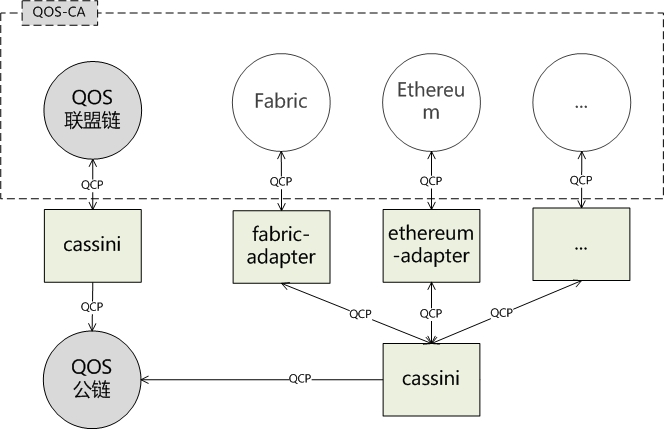 QOS-CA
QOS
联盟链
Fabric
Ethereu
m
...
QCP
QCP
QCP
QCP
cassini
fabric-
adapter
ethereum
-adapter
...
QCP
QCP
QCP
QCP
QOS
公链
QCP
cassini